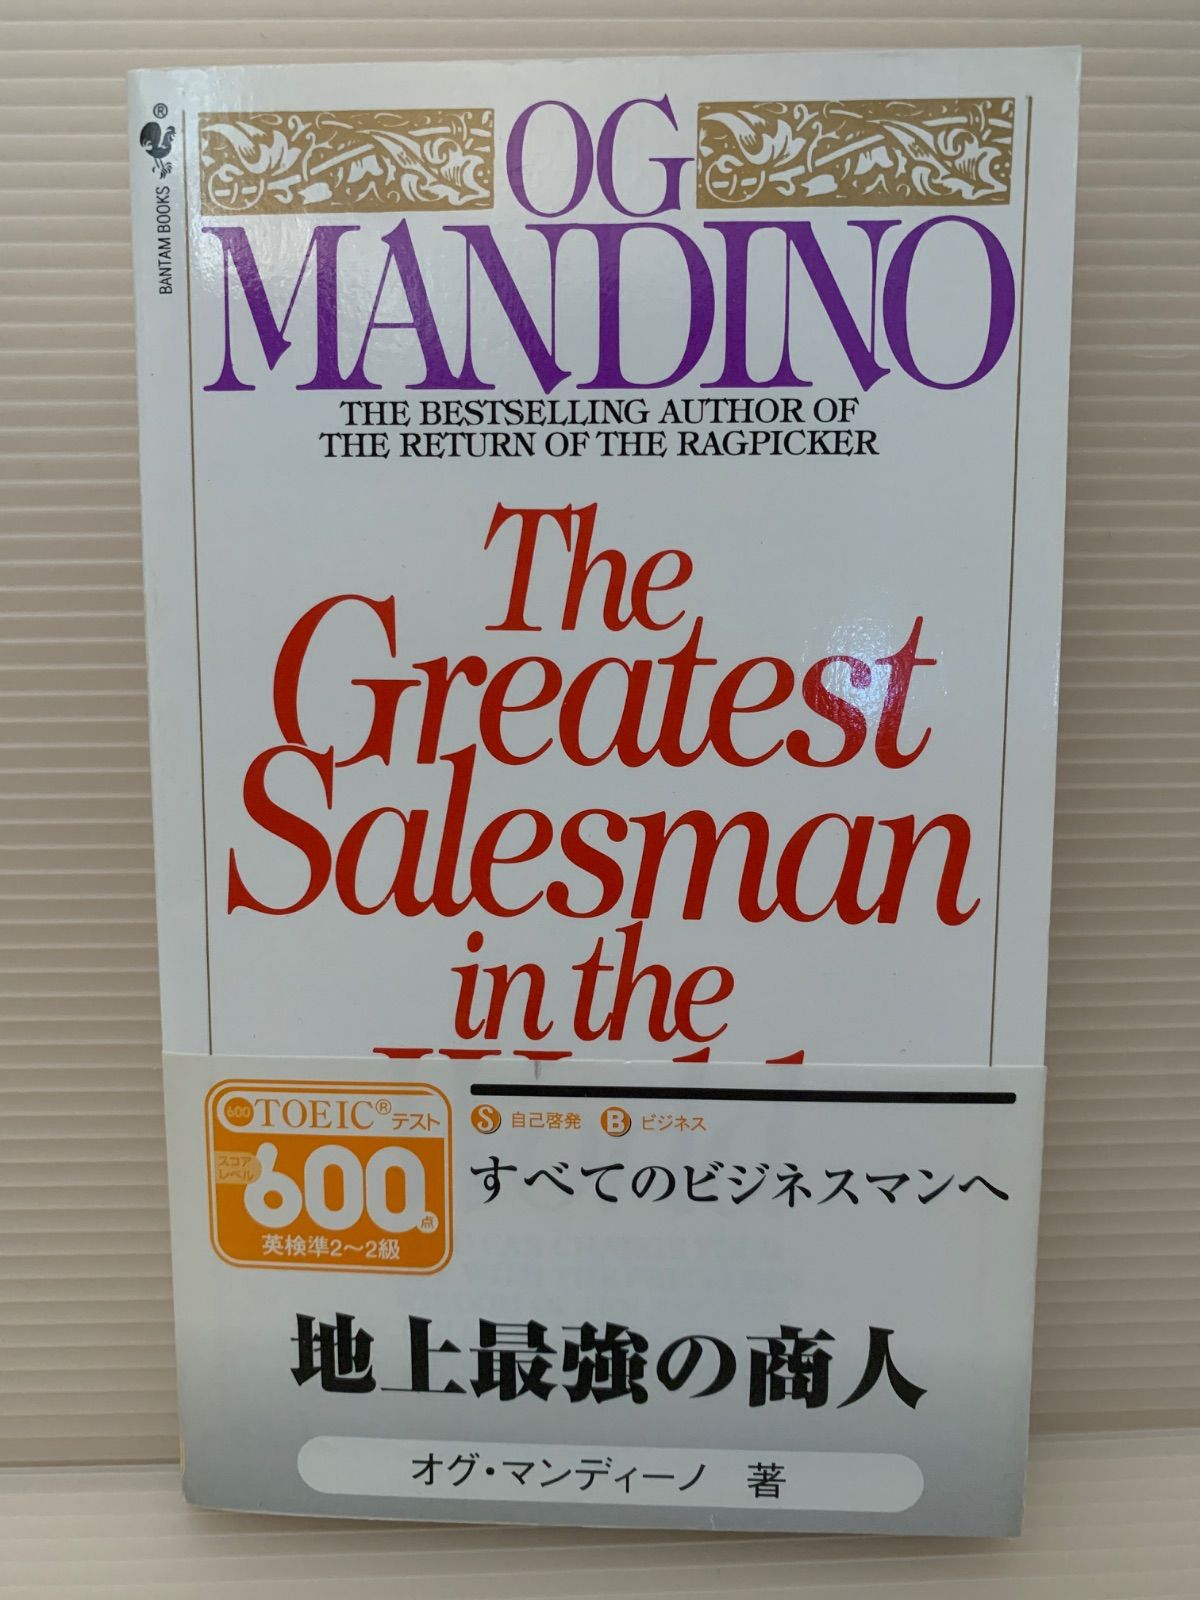 BANTAM BOOKS ®
OG
MANDINO
THE BESTSELLING AUTHOR OF
THE RETURN OF THE RAGPICKER
The
Greatest
Salesman
in the
600 TOEIC® テスト
スコア
レベル
600点
英検準2～2級
S 自己啓発 B ビジネス
すべてのビジネスマンへ
地上最強の商人
オグ・マンディーノ 著